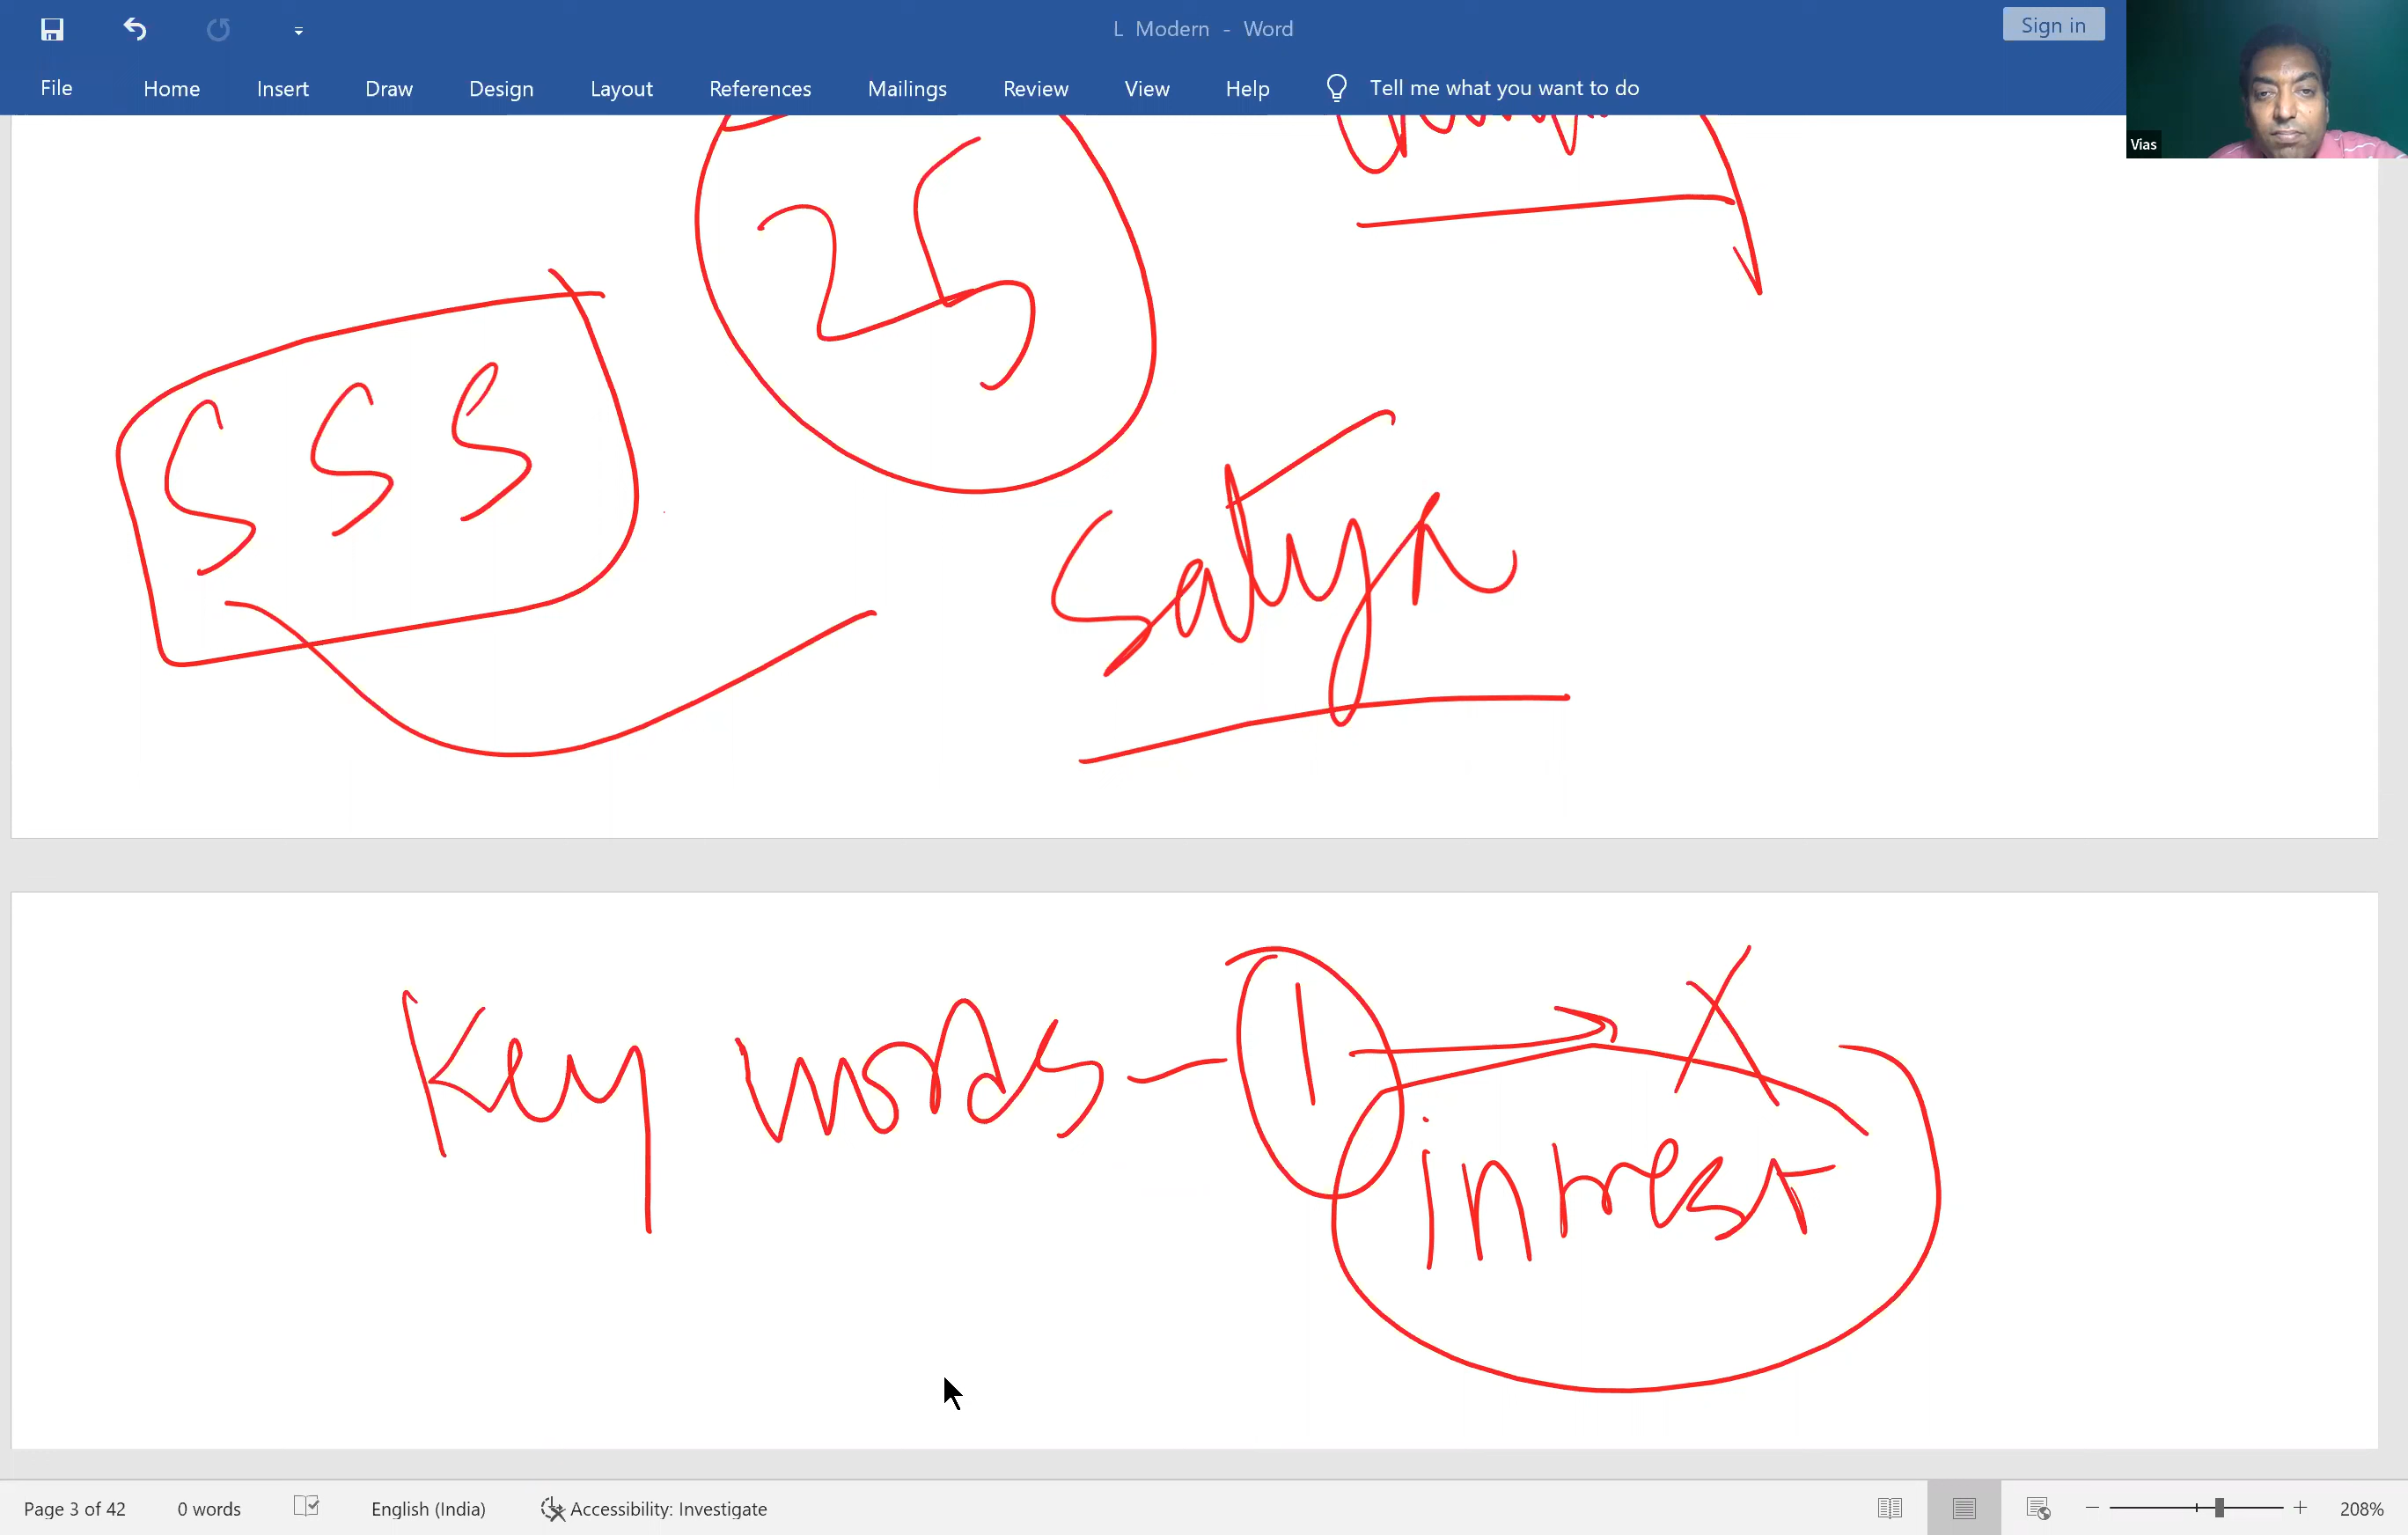 L Modern - Word
Sign in
File Home Insert Draw Design Layout References Mailings Review View Help Tell me what you want to do
Vias
25
S S S
Satya
Key words - 1 → X
intrest
Page 3 of 42 0 words English (India) Accessibility: Investigate 208%